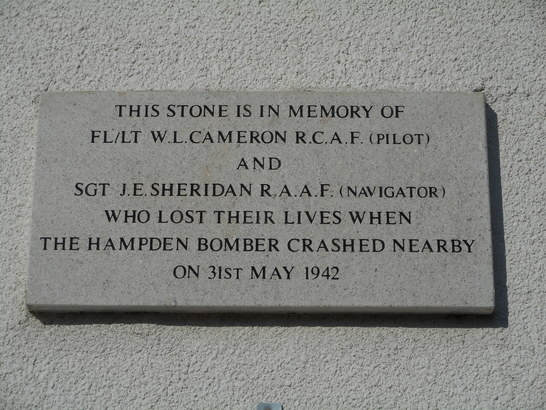 THIS STONE IS IN MEMORY OF
FL/LT W.L.CAMERON R.C.A.F. (PILOT)
AND
SGT J.E.SHERIDAN R.A.A.F. (NAVIGATOR)
WHO LOST THEIR LIVES WHEN
THE HAMPDEN BOMBER CRASHED NEARBY
ON 31ST MAY 1942